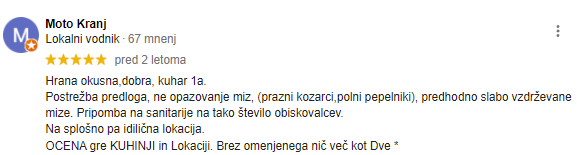 M
Moto Kranj
Lokalni vodnik · 67 mnenj
pred 2 letoma
Hrana okusna,dobra, kuhar 1a.
Postrežba predloga, ne opazovanje miz, (prazni kozarci,polni pepelniki), predhodno slabo vzdrževane
mize. Pripomba na sanitarije na tako število obiskovalcev.
Na splošno pa idilična lokacija.
OCENA gre KUHINJI in Lokaciji. Brez omenjenega nič več kot Dve *